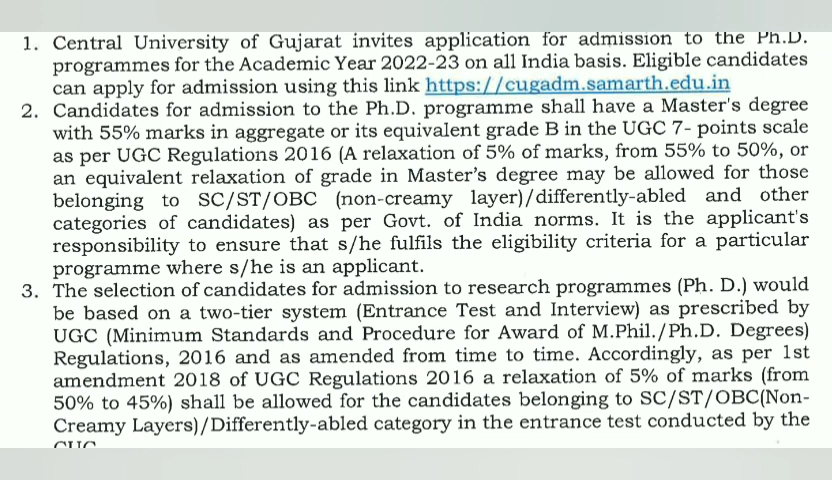 1. Central University of Gujarat invites application for admission to the Ph.D.
programmes for the Academic Year 2022-23 on all India basis. Eligible candidates
can apply for admission using this link https://cugadm.samarth.edu.in
2. Candidates for admission to the Ph.D. programme shall have a Master's degree
with 55% marks in aggregate or its equivalent grade B in the UGC 7- points scale
as per UGC Regulations 2016 (A relaxation of 5% of marks, from 55% to 50%, or
an equivalent relaxation of grade in Master's degree may be allowed for those
belonging to SC/ST/OBC (non-creamy layer)/differently-abled and other
categories of candidates) as per Govt. of India norms. It is the applicant's
responsibility to ensure that s/he fulfils the eligibility criteria for a particular
programme where s/he is an applicant.
3. The selection of candidates for admission to research programmes (Ph. D.) would
be based on a two-tier system (Entrance Test and Interview) as prescribed by
UGC (Minimum Standards and Procedure for Award of M.Phil./Ph.D. Degrees)
Regulations, 2016 and as amended from time to time. Accordingly, as per 1st
amendment 2018 of UGC Regulations 2016 a relaxation of 5% of marks (from
50% to 45%) shall be allowed for the candidates belonging to SC/ST/OBC(Non-
Creamy Layers)/Differently-abled category in the entrance test conducted by the